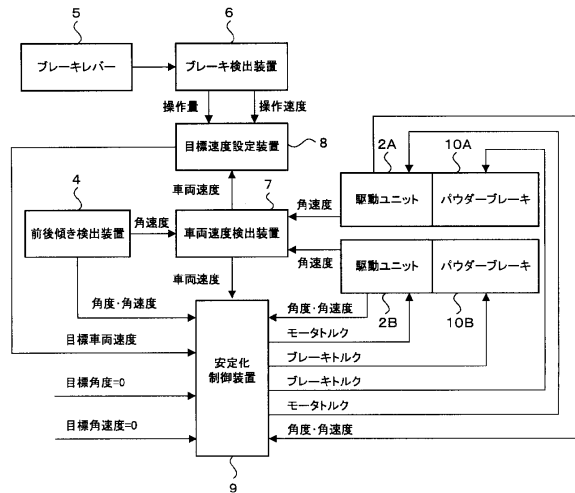 5
6
ブレーキレバー
ブレーキ検出装置
操作量
操作速度
目標速度設定装置
8
2A
10A
車両速度
7
4
駆動ユニット
パウダーブレーキ
角速度
前後傾き検出装置
角速度
車両速度検出装置
角速度
駆動ユニット
パウダーブレーキ
車両速度
2B
10B
角度・角速度
角度・角速度
モータトルク
目標車両速度
安定化
制御装置
ブレーキトルク
目標角度=0
ブレーキトルク
モータトルク
目標角速度=0
角度・角速度
9